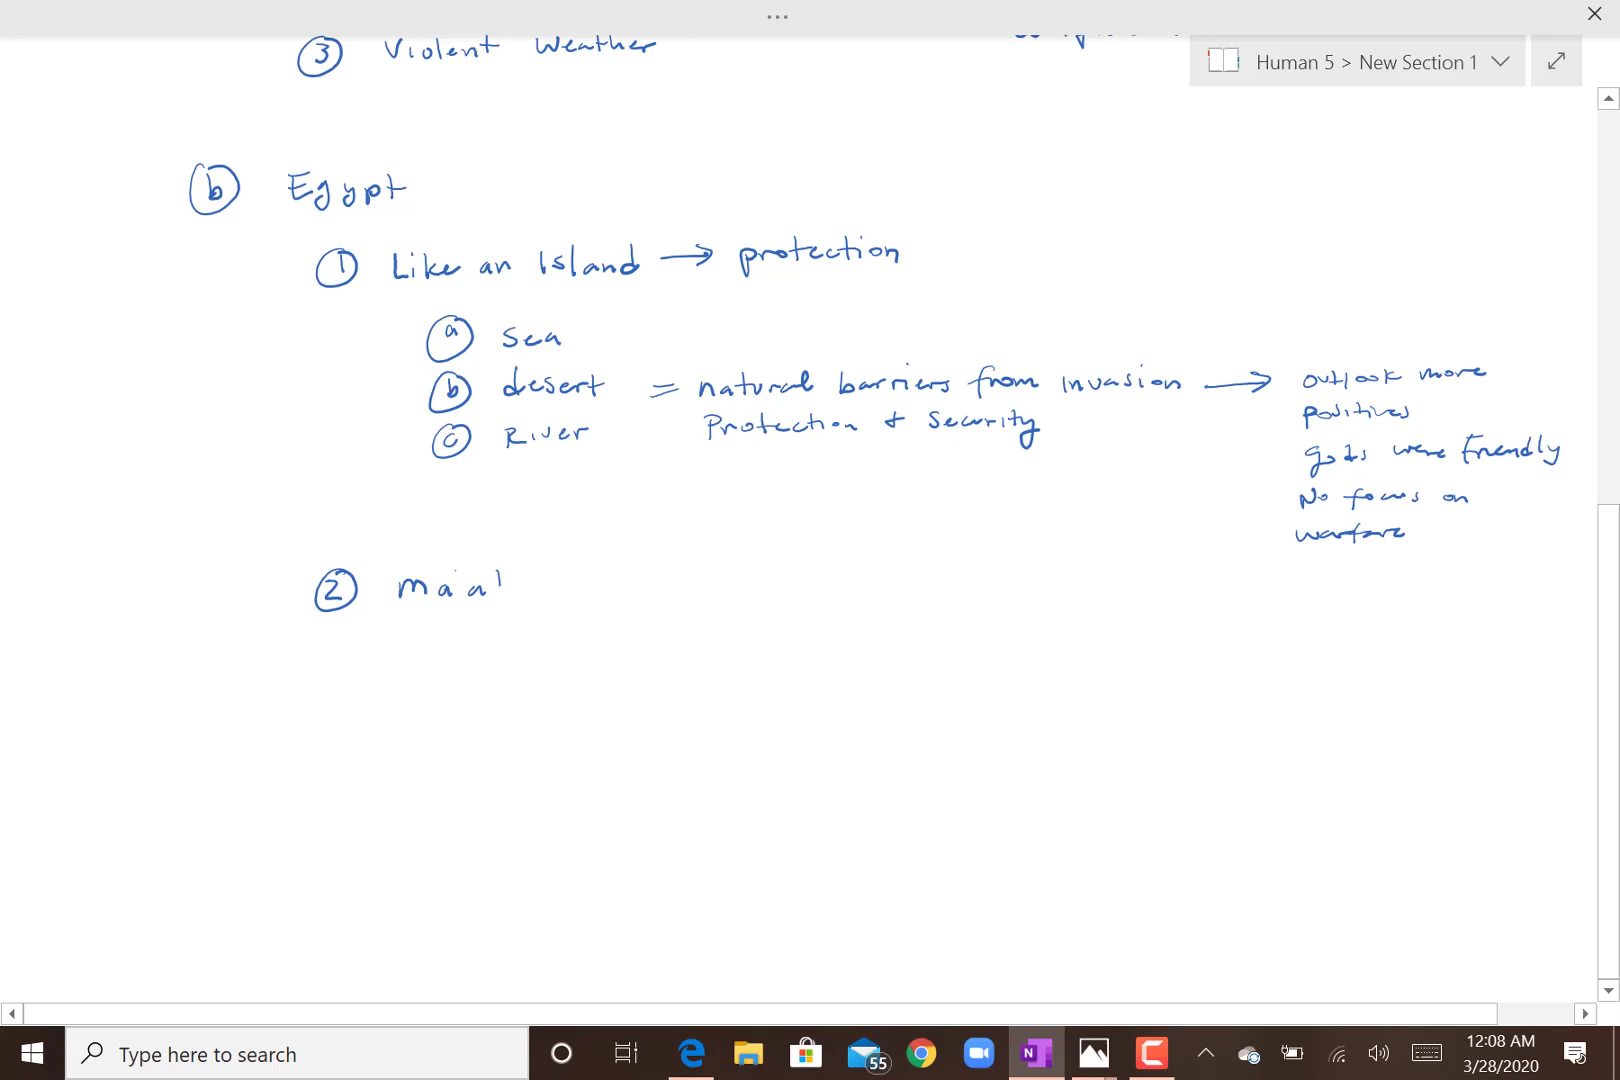 ③ Violent Weather
Human 5 > New Section 1
ⓑ Egypt
① Like an Island → protection
ⓐ sea
ⓑ desert = natural barriers from invasion → outlook more
positives
ⓒ River Protection + Security
gods were friendly
No focus on
warfare
② Ma'a
Type here to search
55
12:08 AM
3/28/2020